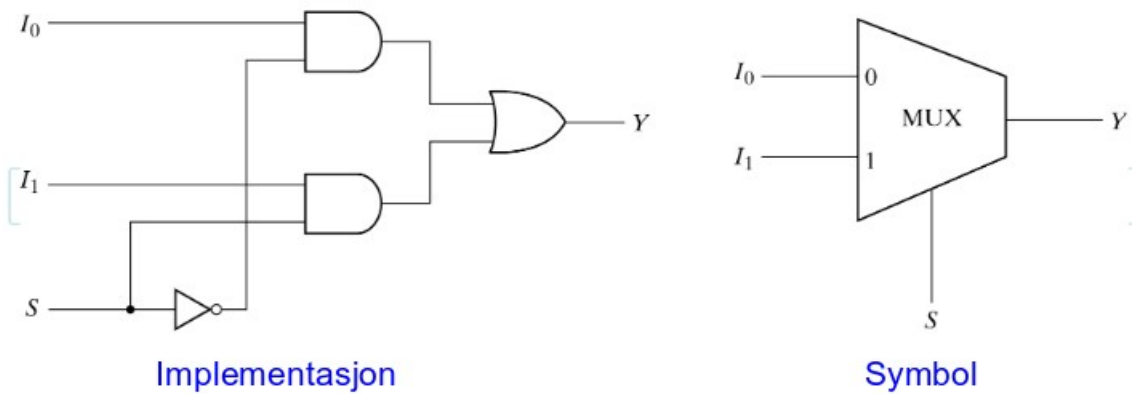 I₀
I₁
S
Y
Implementasjon
I₀
I₁
0
1
MUX
Y
S
Symbol